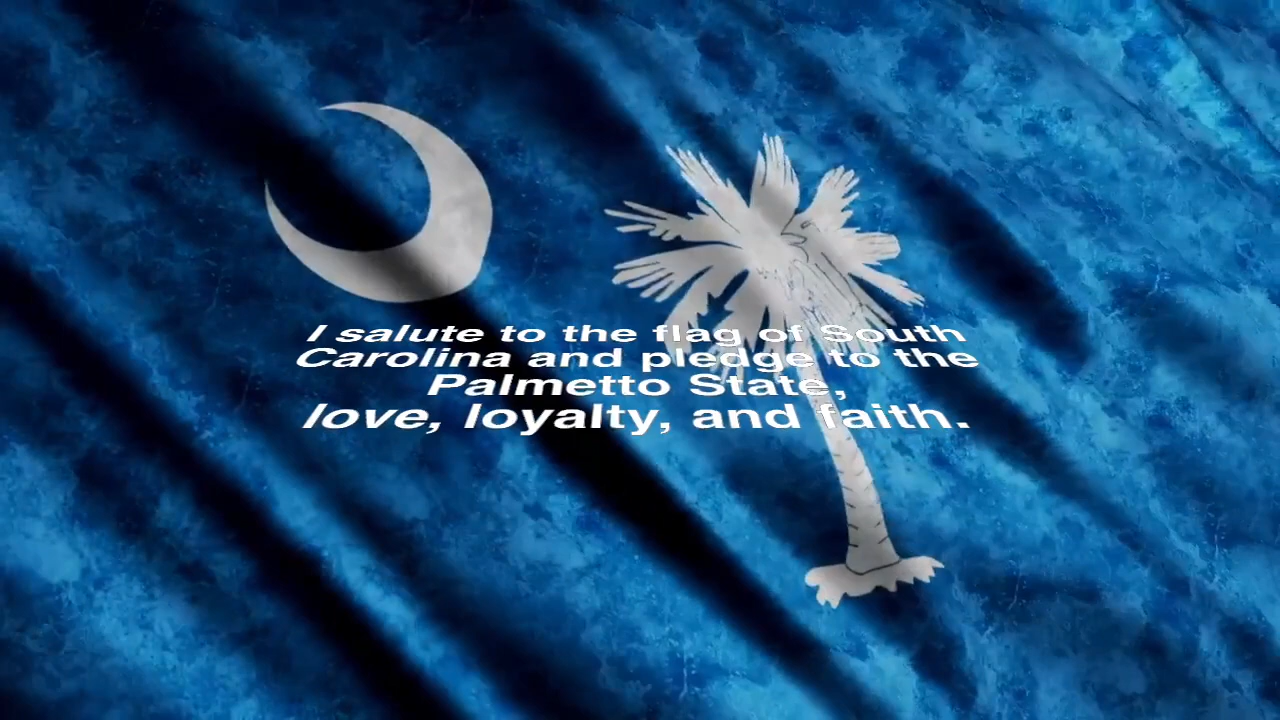 I salute to the flag of South
Carolina and pledge to the
Palmetto State,
love, loyalty, and faith.